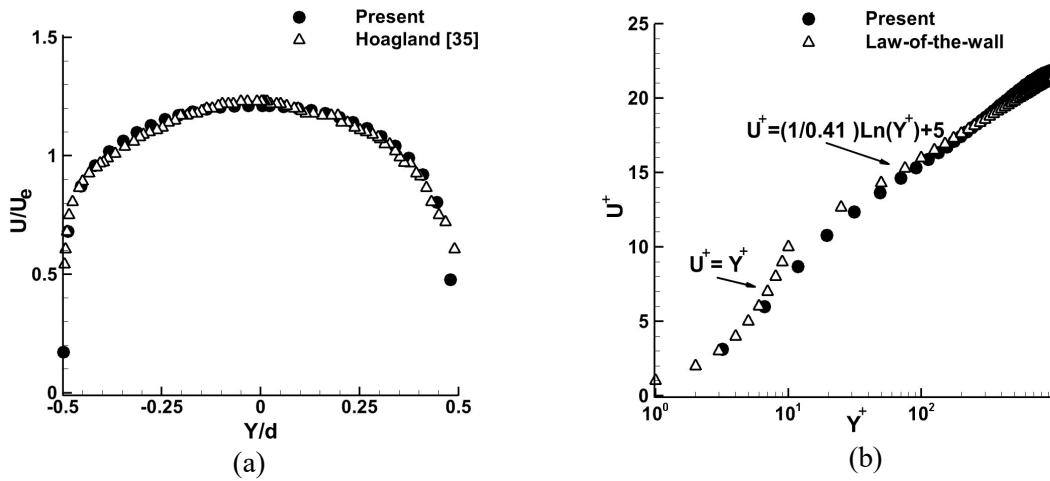 Present
Hoagland [35]
1.5
1
0.5
0
U/Ue
-0.5
-0.25
0
0.25
0.5
Y/d
(a)
Present
Law-of-the-wall
25
20
15
10
5
0
U+
U+=(1/0.41 )Ln(Y+)+5
U+= Y+
10^0
10^1
10^2
Y+
(b)